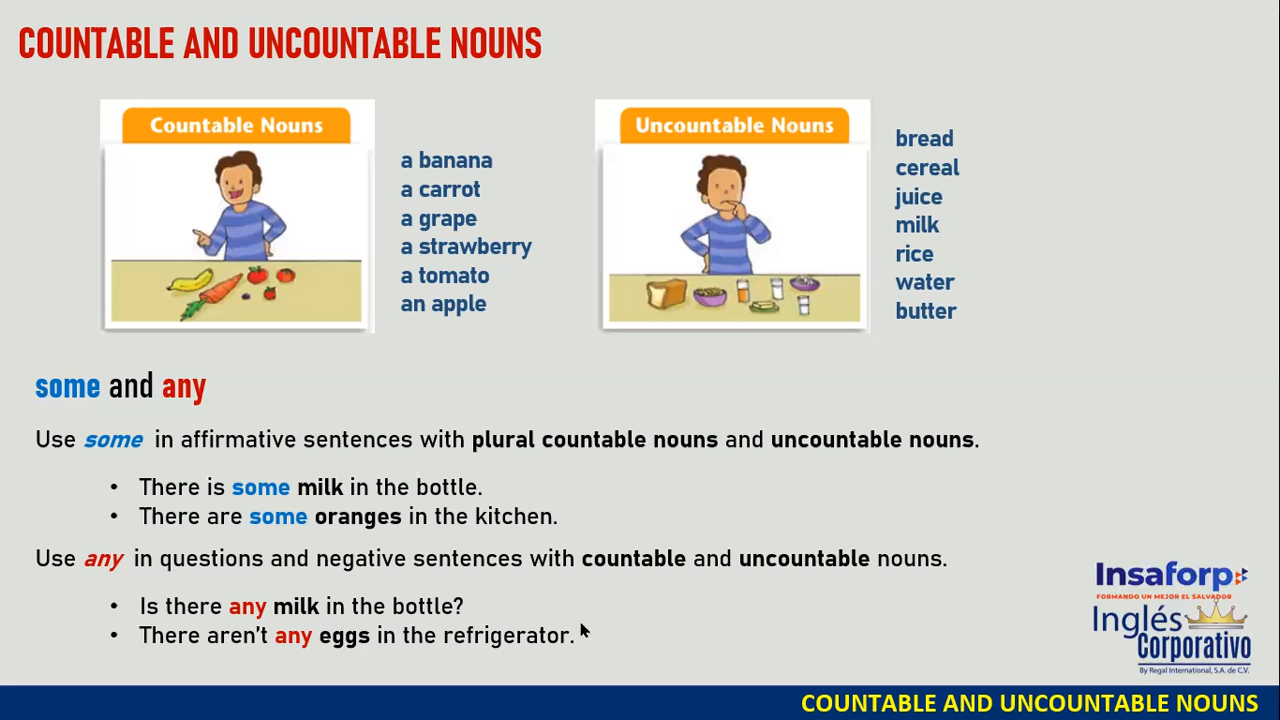 COUNTABLE AND UNCOUNTABLE NOUNS
Countable Nouns
a banana
a carrot
a grape
a strawberry
a tomato
an apple
Uncountable Nouns
bread
cereal
juice
milk
rice
water
butter
some and any
Use some in affirmative sentences with plural countable nouns and uncountable nouns.
• There is some milk in the bottle.
• There are some oranges in the kitchen.
Use any in questions and negative sentences with countable and uncountable nouns.
• Is there any milk in the bottle?
• There aren't any eggs in the refrigerator.
Insaforp
FORMANDO UN MEJOR EL SALVADOR
Inglés
Corporativo
By Regal International, S.A. de C.V.
COUNTABLE AND UNCOUNTABLE NOUNS